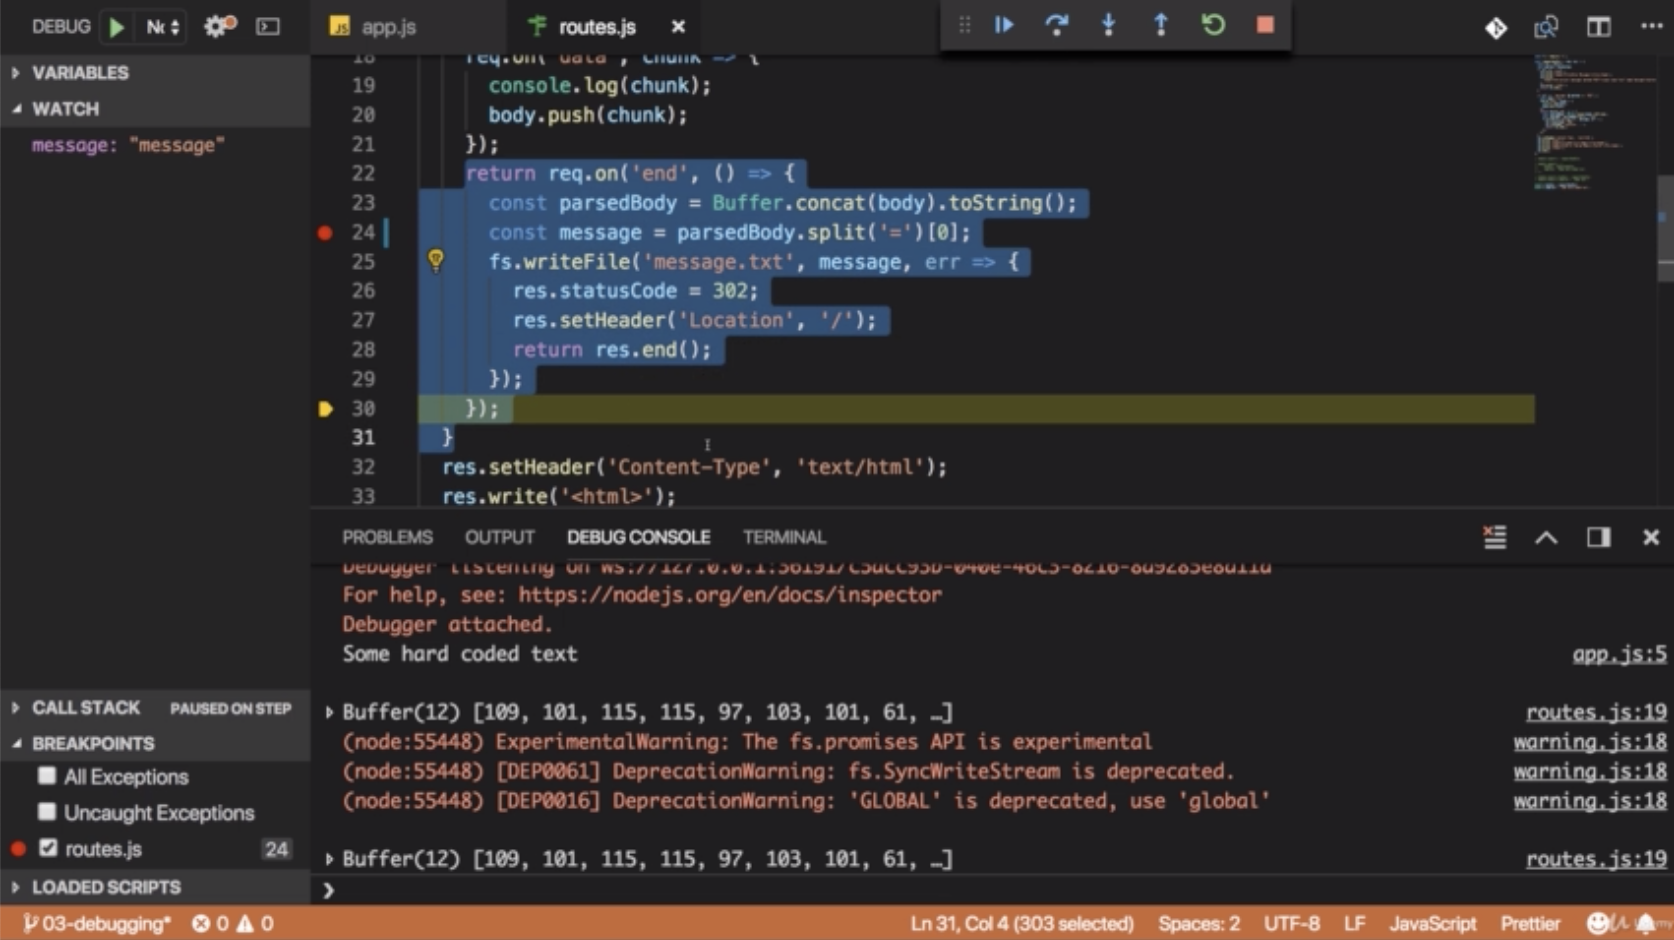 DEBUG
app.js
routes.js
VARIABLES
WATCH
message: "message"
18 req.on('data', chunk => {
19 console.log(chunk);
20 body.push(chunk);
21 });
22 return req.on('end', () => {
23 const parsedBody = Buffer.concat(body).toString();
24 const message = parsedBody.split('=')[0];
25 fs.writeFile('message.txt', message, err => {
26 res.statusCode = 302;
27 res.setHeader('Location', '/');
28 return res.end();
29 });
30 });
31 }
32 res.setHeader('Content-Type', 'text/html');
33 res.write('<html>');
PROBLEMS OUTPUT DEBUG CONSOLE TERMINAL
Debugger listening on
For help, see: https://nodejs.org/en/docs/inspector
Debugger attached.
Some hard coded text app.js:5
Buffer(12) [109, 101, 115, 115, 97, 103, 101, 61, …] routes.js:19
(node:55448) ExperimentalWarning: The fs.promises API is experimental warning.js:18
(node:55448) [DEP0061] DeprecationWarning: fs.SyncWriteStream is deprecated. warning.js:18
(node:55448) [DEP0016] DeprecationWarning: 'GLOBAL' is deprecated, use 'global' warning.js:18
Buffer(12) [109, 101, 115, 115, 97, 103, 101, 61, …] routes.js:19
CALL STACK PAUSED ON STEP
BREAKPOINTS
All Exceptions
Uncaught Exceptions
routes.js 24
LOADED SCRIPTS
03-debugging* 0 0 Ln 31, Col 4 (303 selected) Spaces: 2 UTF-8 LF JavaScript Prettier